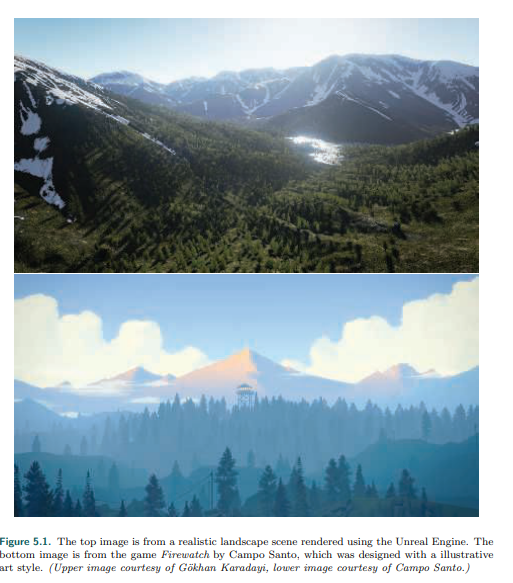 Figure 5.1. The top image is from a realistic landscape scene rendered using the Unreal Engine. The
bottom image is from the game Firewatch by Campo Santo, which was designed with a illustrative
art style. (Upper image courtesy of Gökhan Karadayi, lower image courtesy of Campo Santo.)